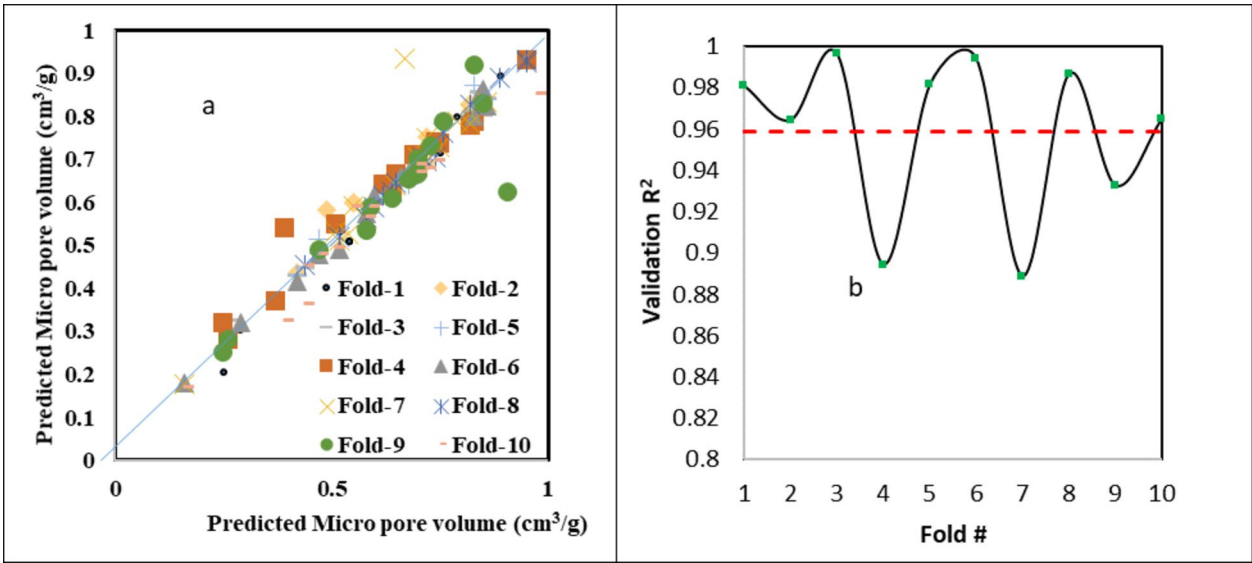 a
Predicted Micro pore volume (cm³/g)
1
0.9
0.8
0.7
0.6
0.5
0.4
0.3
0.2
0.1
0
0 0.5 1
Predicted Micro pore volume (cm³/g)
Fold-1 Fold-2
Fold-3 Fold-5
Fold-4 Fold-6
Fold-7 Fold-8
Fold-9 Fold-10
b
Validation R²
1
0.98
0.96
0.94
0.92
0.9
0.88
0.86
0.84
0.82
0.8
1 2 3 4 5 6 7 8 9 10
Fold #